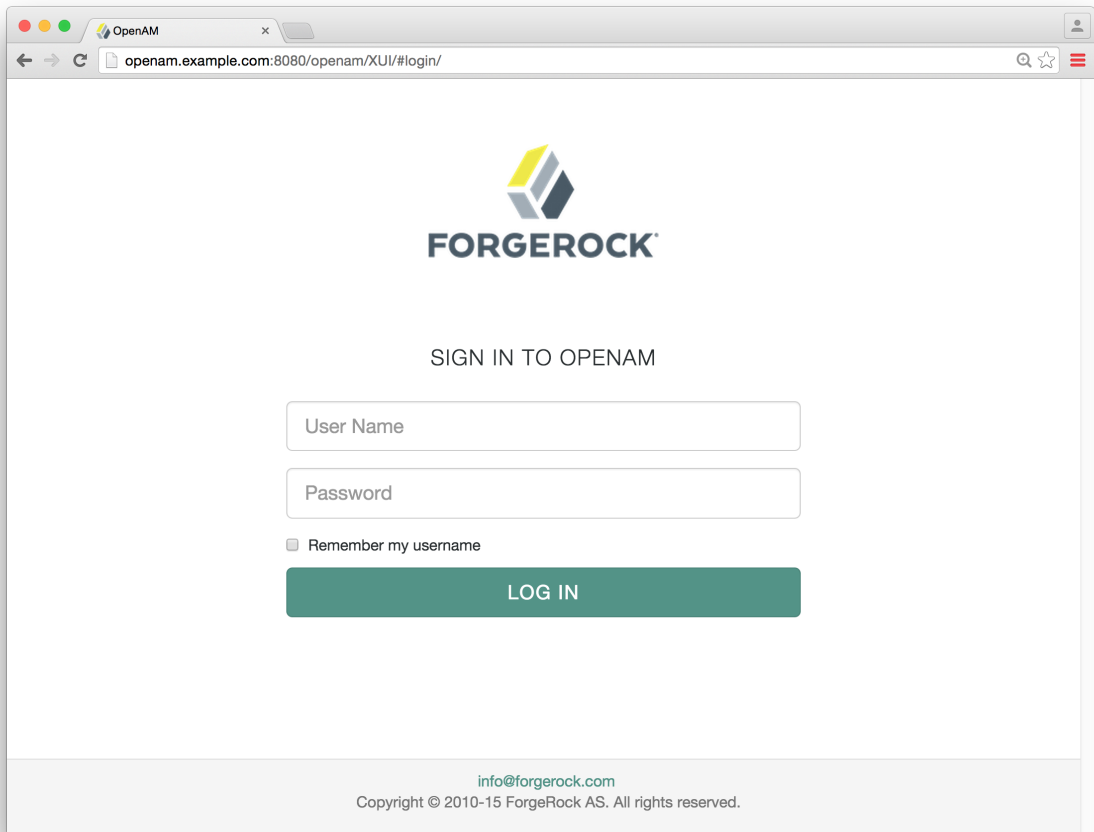 OpenAM
openam.example.com:8080/openam/XUI/#login/
FORGEROCK
SIGN IN TO OPENAM
User Name
Password
Remember my username
LOG IN
info@forgerock.com
Copyright © 2010-15 ForgeRock AS. All rights reserved.